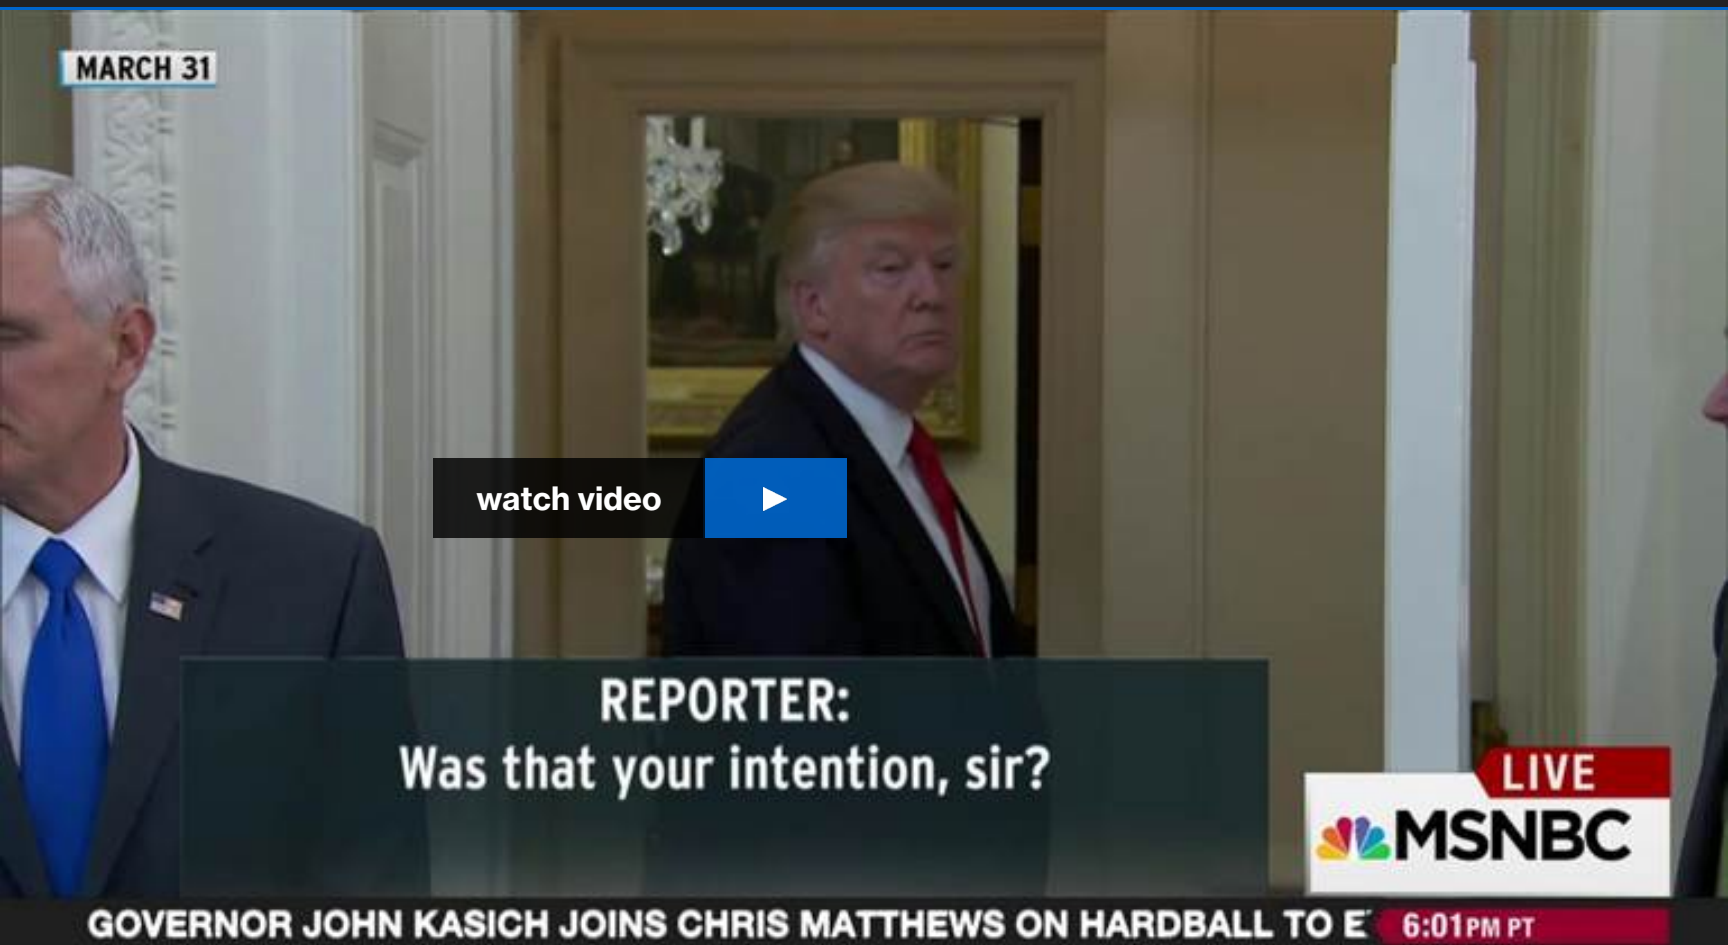 MARCH 31
watch video
REPORTER:
Was that your intention, sir?
LIVE
MSNBC
GOVERNOR JOHN KASICH JOINS CHRIS MATTHEWS ON HARDBALL TO
6:01PM PT